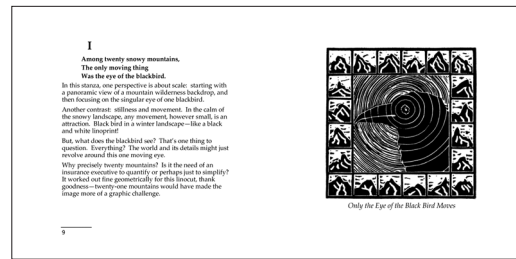 I
Among twenty snowy mountains,
The only moving thing
Was the eye of the blackbird.
In this stanza, one perspective is about scale: starting with
a panoramic view of a mountain wilderness backdrop, and
then focusing on the singular eye of one blackbird.
Another contrast: stillness and movement. In the calm of
the snowy landscape, any movement, however small, is an
attraction. Black bird in a winter landscape—like a black
and white linoprint!
But, what does the blackbird see? That's one thing to
question. Everything? The world and its details might just
revolve around this one moving eye.
Why precisely twenty mountains? Is it the need of an
insurance executive to quantify or perhaps just to simplify?
It worked out fine geometrically for this linocut, thank
goodness—twenty-one mountains would have made the
image more of a graphic challenge.
9
Only the Eye of the Black Bird Moves